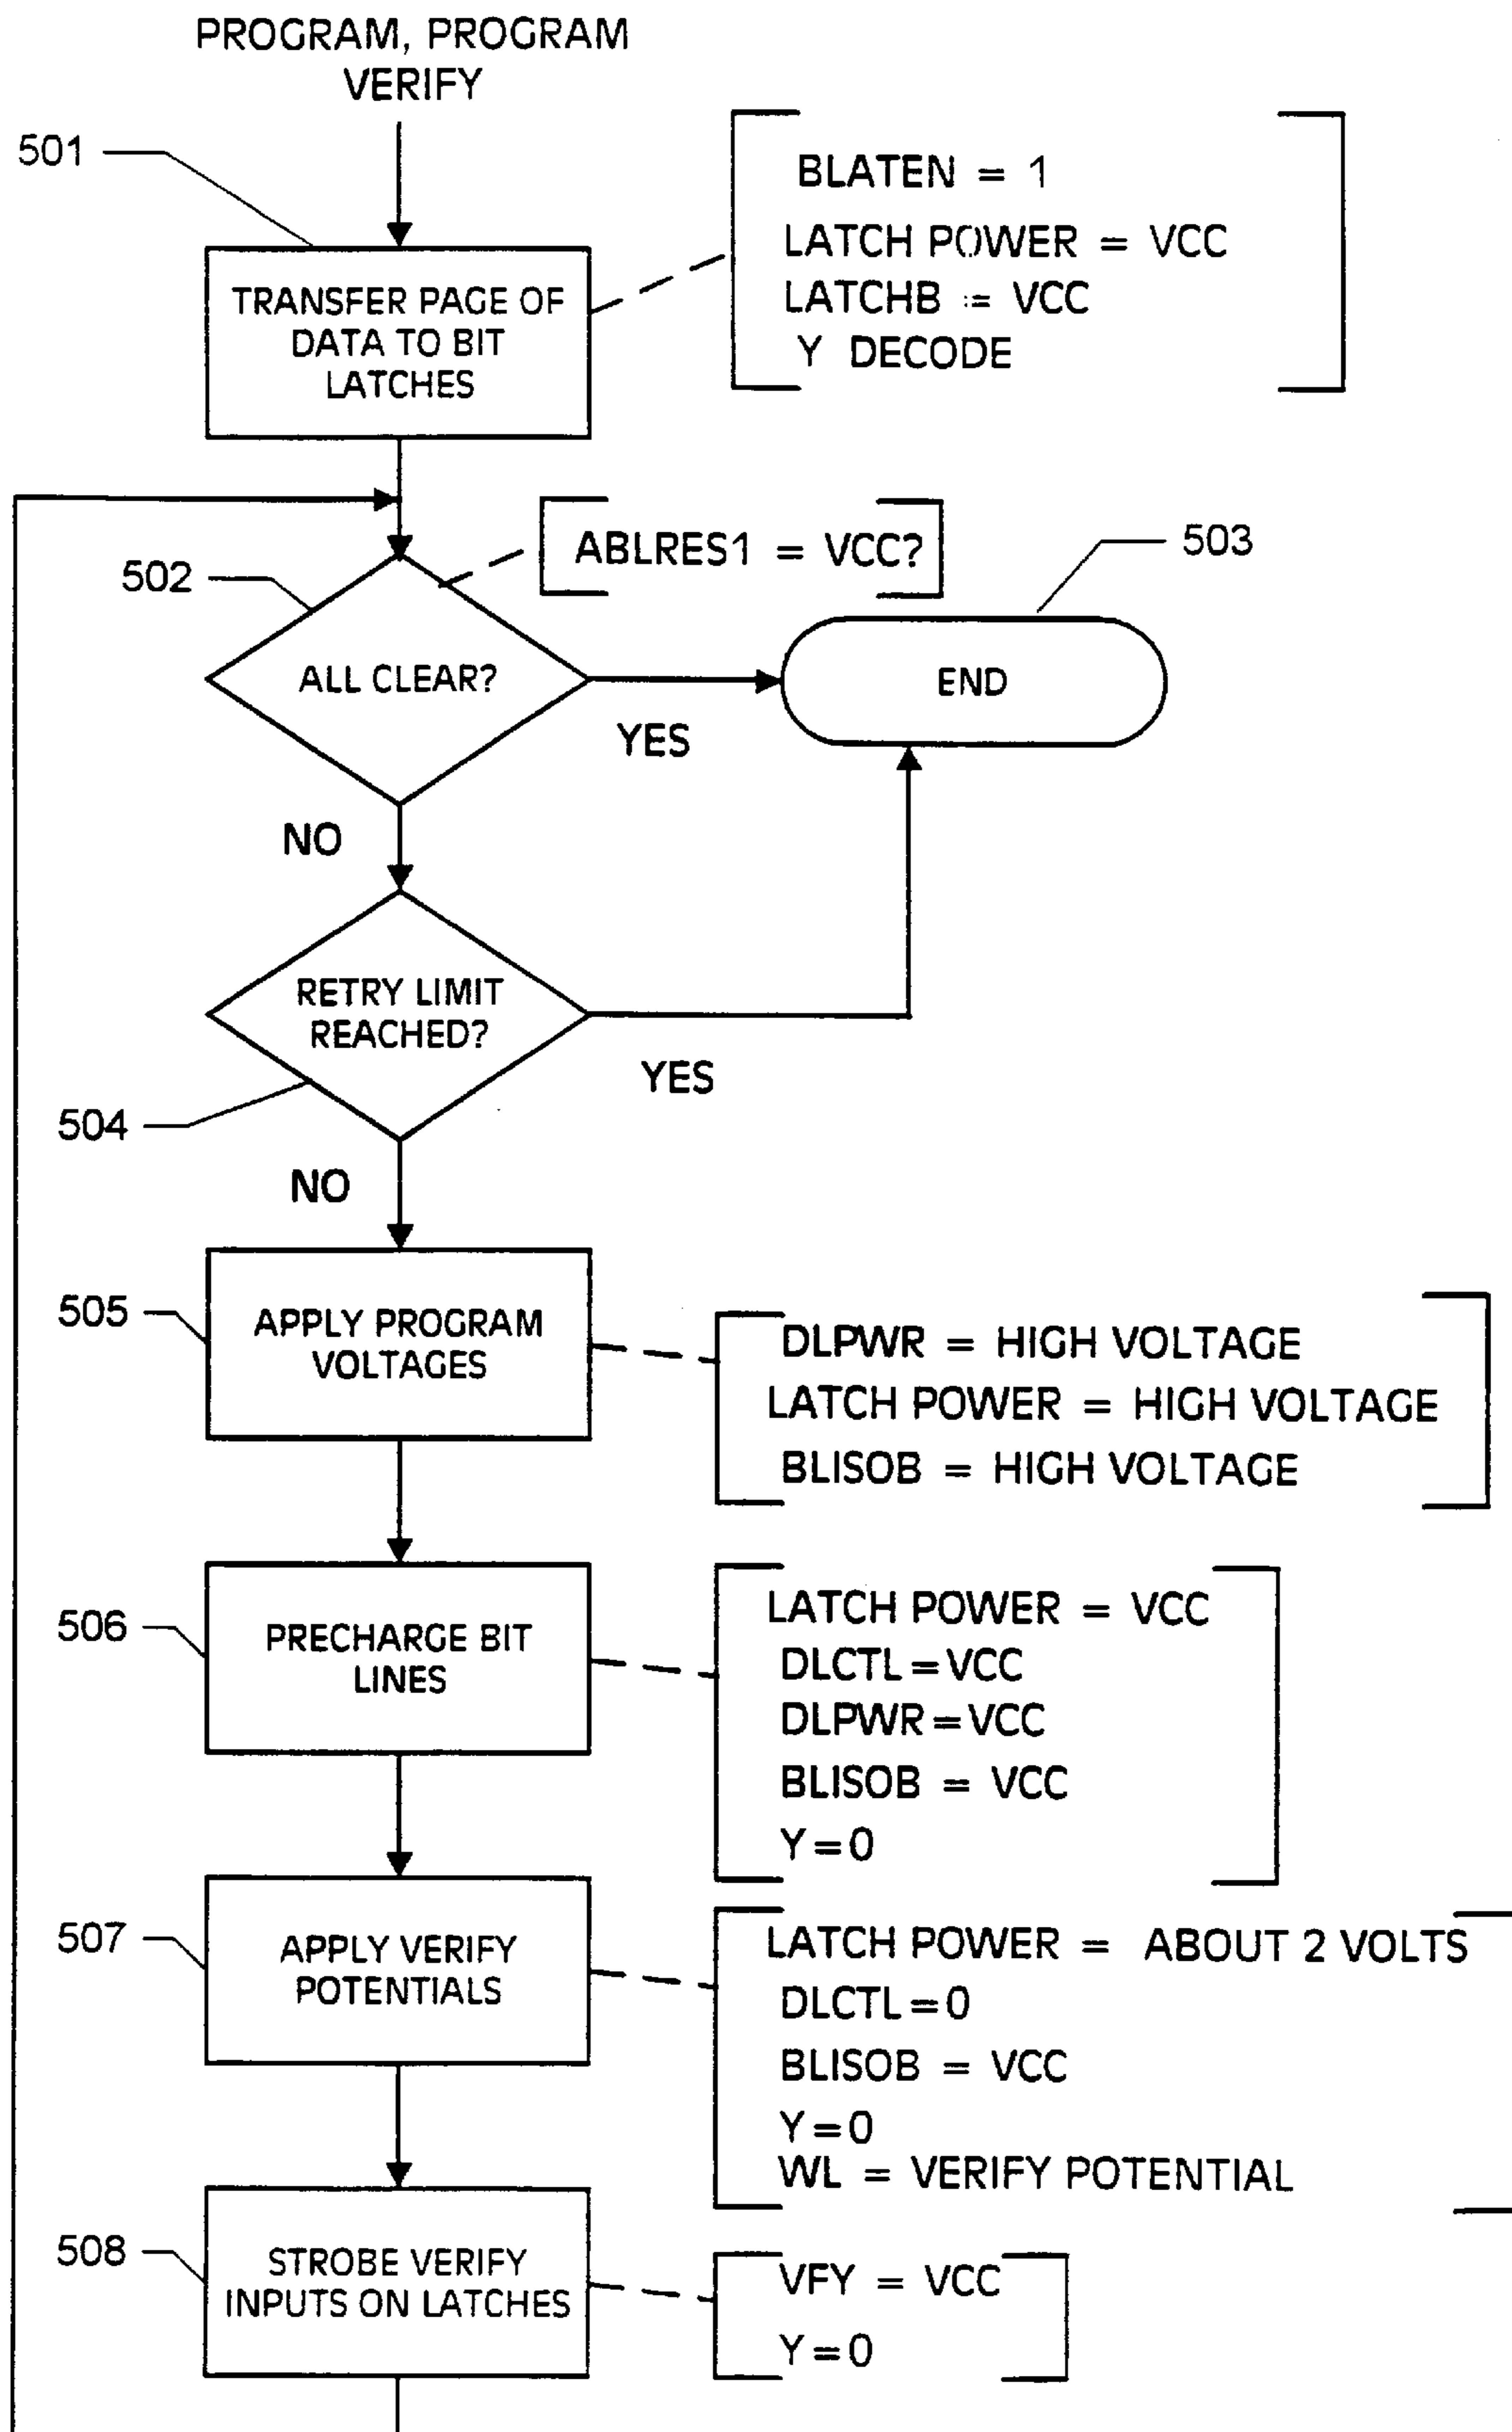 PROGRAM, PROGRAM
VERIFY
501
BLATEN = 1
LATCH POWER = VCC
LATCHB = VCC
Y DECODE
TRANSFER PAGE OF
DATA TO BIT
LATCHES
ABLRES1 = VCC?
503
502
ALL CLEAR?
END
YES
NO
RETRY LIMIT
REACHED?
YES
504
NO
505
APPLY PROGRAM
VOLTAGES
DLPWR = HIGH VOLTAGE
LATCH POWER = HIGH VOLTAGE
BLISOB = HIGH VOLTAGE
506
PRECHARGE BIT
LINES
LATCH POWER = VCC
DLCTL = VCC
DLPWR = VCC
BLISOB = VCC
Y = 0
507
APPLY VERIFY
POTENTIALS
LATCH POWER = ABOUT 2 VOLTS
DLCTL = 0
BLISOB = VCC
Y = 0
WL = VERIFY POTENTIAL
508
STROBE VERIFY
INPUTS ON LATCHES
VFY = VCC
Y = 0